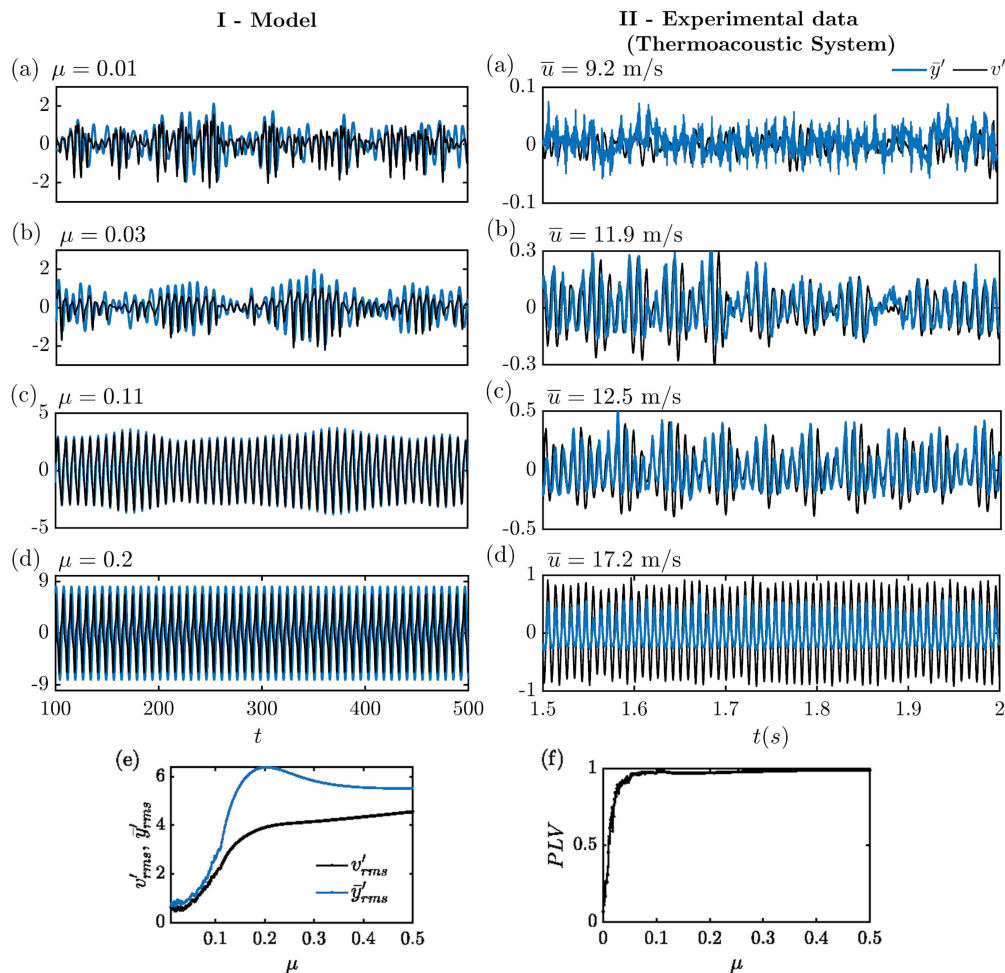 I - Model
II - Experimental data
(Thermoacoustic System)
(a) μ = 0.01
2
0
-2
(b) μ = 0.03
2
0
-2
(c) μ = 0.11
5
0
-5
(d) μ = 0.2
9
0
-9
100 200 300 400 500
t
(a) u̅ = 9.2 m/s
y̅′ v′
0.1
0
-0.1
(b) u̅ = 11.9 m/s
0.3
0
-0.3
(c) u̅ = 12.5 m/s
0.5
0
-0.5
(d) u̅ = 17.2 m/s
1
0
-1
1.5 1.6 1.7 1.8 1.9 2
t(s)
(e)
v′rms, y̅′rms
6
4
2
0
v′rms
y̅′rms
0.1 0.2 0.3 0.4 0.5
μ
(f)
PLV
1
0.5
0
0 0.1 0.2 0.3 0.4 0.5
μ